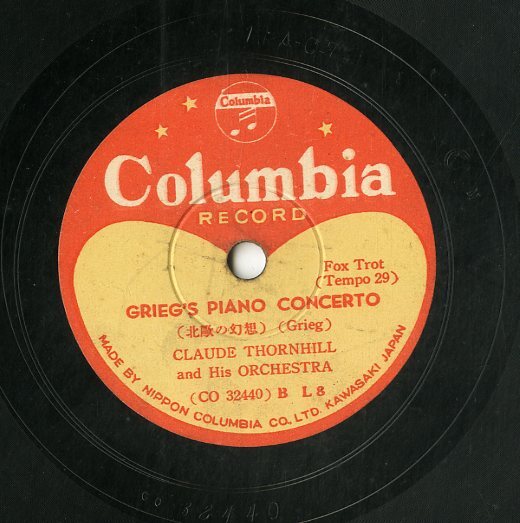 Columbia
Columbia
RECORD
Fox Trot
(Tempo 29)
GRIEG'S PIANO CONCERTO
(北欧の幻想) (Grieg)
CLAUDE THORNHILL
and His ORCHESTRA
(CO 32440) B L 8
MADE BY NIPPON COLUMBIA CO., LTD. KAWASAKI JAPAN